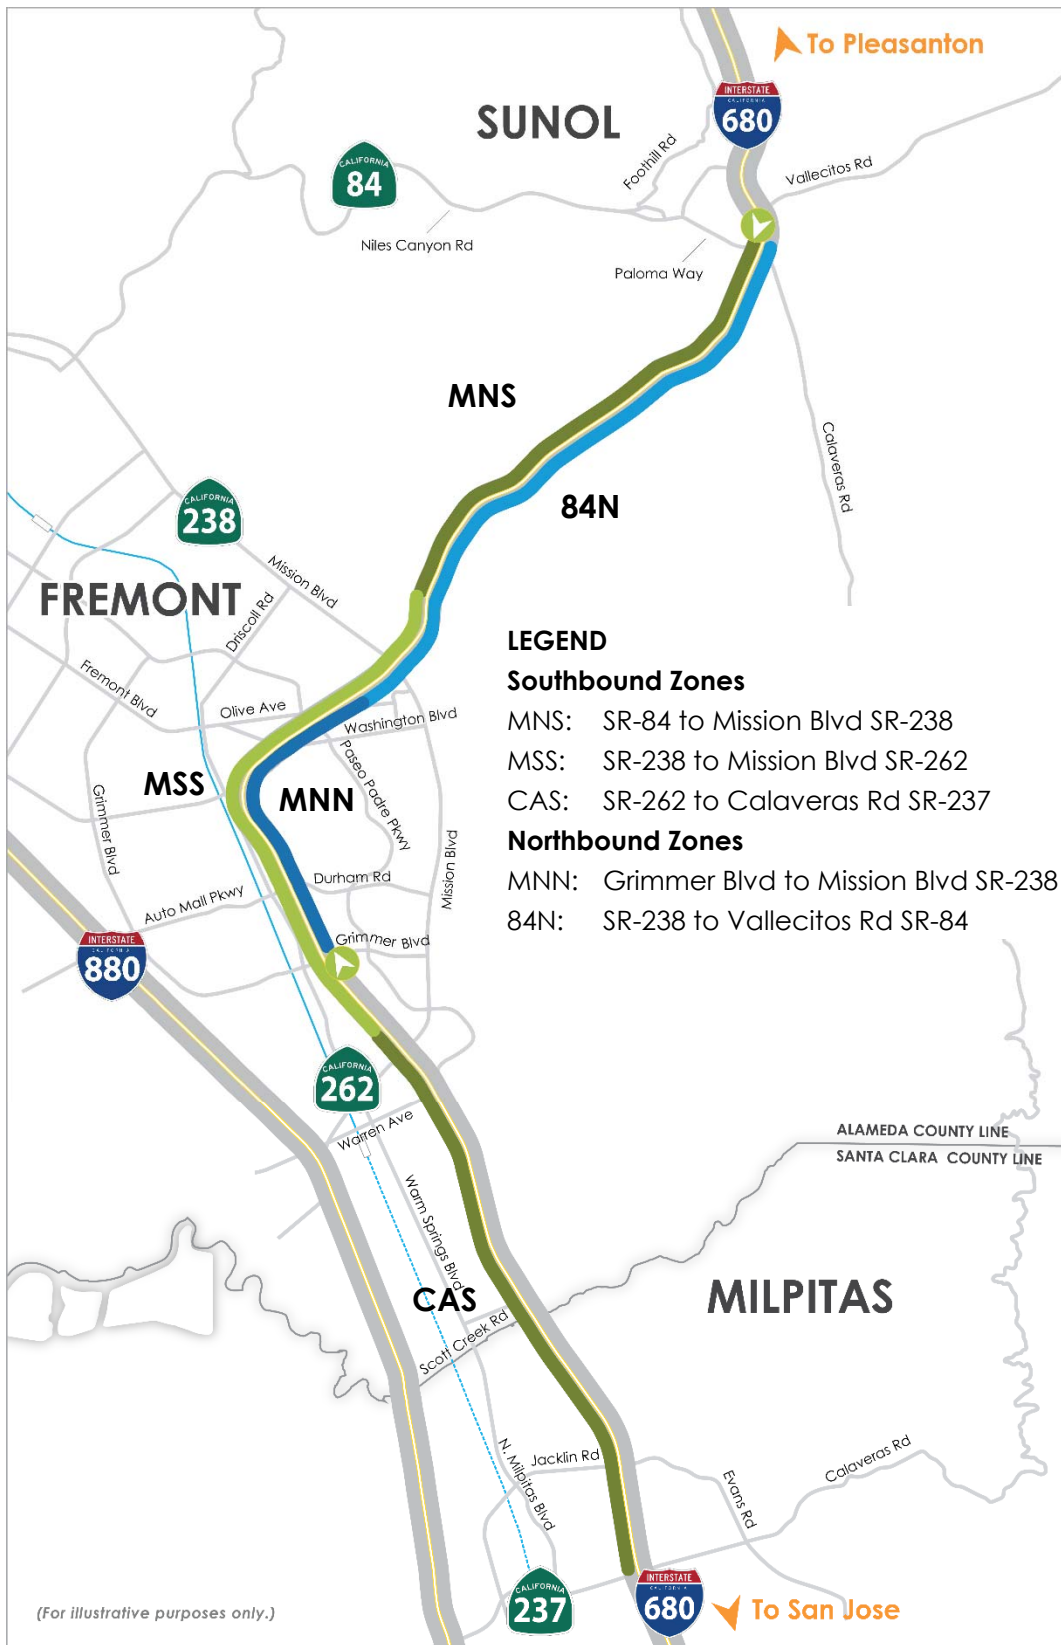 To Pleasanton
INTERSTATE
CALIFORNIA
680
SUNOL
CALIFORNIA
84
Foothill Rd
Vallecitos Rd
Niles Canyon Rd
Paloma Way
MNS
Calaveras Rd
84N
CALIFORNIA
238
Mission Blvd
FREMONT
Driscoll Rd
LEGEND
Southbound Zones
MNS: SR-84 to Mission Blvd SR-238
MSS: SR-238 to Mission Blvd SR-262
CAS: SR-262 to Calaveras Rd SR-237
Northbound Zones
MNN: Grimmer Blvd to Mission Blvd SR-238
84N: SR-238 to Vallecitos Rd SR-84
Fremont Blvd
Olive Ave
Washington Blvd
MSS
MNN
Paseo Padre Pkwy
Grimmer Blvd
Mission Blvd
Durham Rd
Auto Mall Pkwy
Grimmer Blvd
INTERSTATE
CALIFORNIA
880
CALIFORNIA
262
Warren Ave
ALAMEDA COUNTY LINE
SANTA CLARA COUNTY LINE
Warm Springs Blvd
CAS
MILPITAS
Scott Creek Rd
N. Milpitas Blvd
Jacklin Rd
Evans Rd
Calaveras Rd
CALIFORNIA
237
INTERSTATE
CALIFORNIA
680
To San Jose
(For illustrative purposes only.)